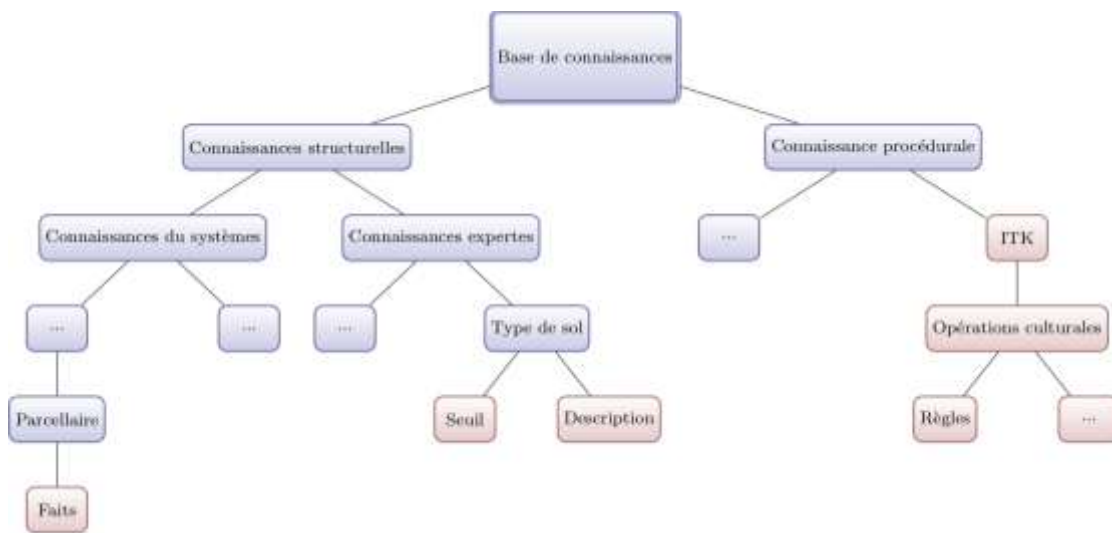 Base de connaissances
Connaissances structurelles
Connaissance procédurale
Connaissances du systèmes
Connaissances expertes
...
ITK
...
...
...
Type de sol
Opérations culturales
Parcellaire
Seuil
Description
Règles
...
Faits